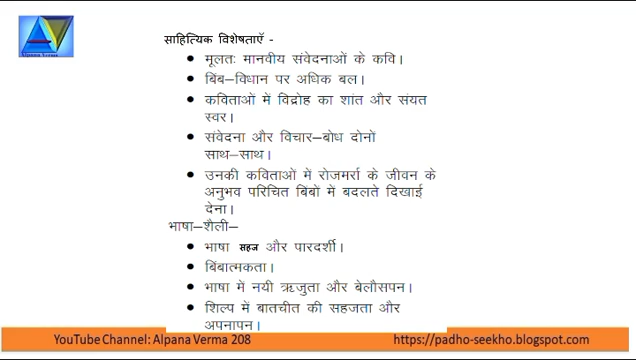 Alpana Verma
साहित्यिक विशेषताएँ -
● मूलतः मानवीय संवेदनाओं के कवि।
● बिंब–विधान पर अधिक बल।
● कविताओं में विद्रोह का शांत और संयत
स्वर।
● संवेदना और विचार–बोध दोनों
साथ–साथ।
● उनकी कविताओं में रोजमर्रा के जीवन के
अनुभव परिचित बिंबों में बदलते दिखाई
देना।
भाषा–शैली–
● भाषा सहज और पारदर्शी।
● बिंबात्मकता।
● भाषा में नयी ऋजुता और बेलौसपन।
● शिल्प में बातचीत की सहजता और
अपनापन।
YouTube Channel: Alpana Verma 208 https://padho-seekho.blogspot.com